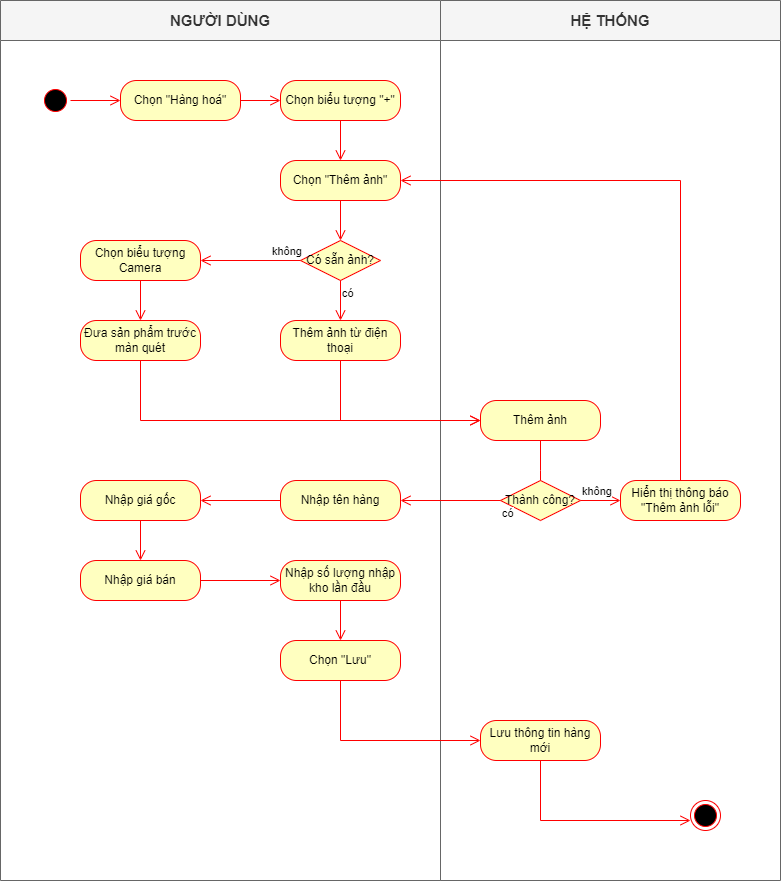 NGƯỜI DÙNG
HỆ THỐNG
Chọn "Hàng hoá"
Chọn biểu tượng "+"
Chọn "Thêm ảnh"
Chọn biểu tượng
Camera
không
Có sẵn ảnh?
có
Đưa sản phẩm trước
màn quét
Thêm ảnh từ điện
thoại
Thêm ảnh
Nhập giá gốc
Nhập tên hàng
Thành công?
có
không
Hiển thị thông báo
"Thêm ảnh lỗi"
Nhập giá bán
Nhập số lượng nhập
kho lần đầu
Chọn "Lưu"
Lưu thông tin hàng
mới